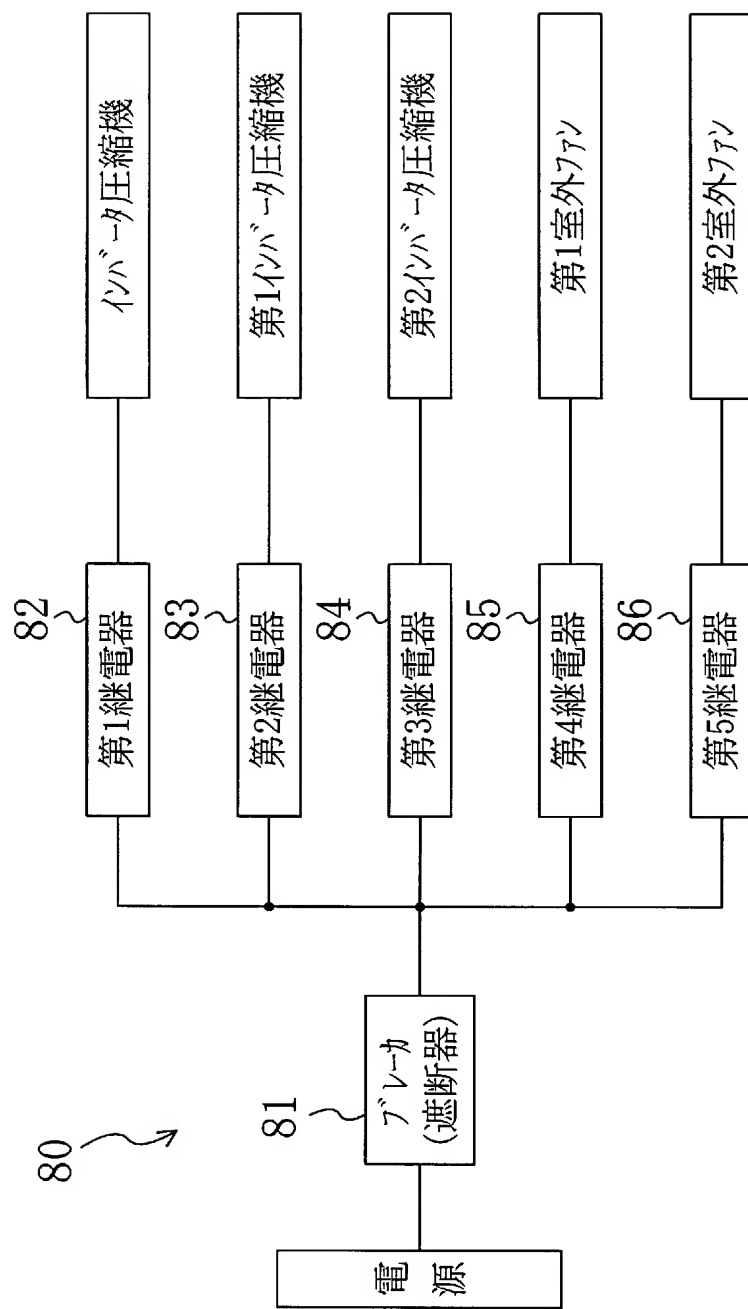 80
電源
81
ブレーカ
(遮断器)
82
第1継電器
インバータ圧縮機
83
第2継電器
第1インバータ圧縮機
84
第3継電器
第2インバータ圧縮機
85
第4継電器
第1室外ファン
86
第5継電器
第2室外ファン